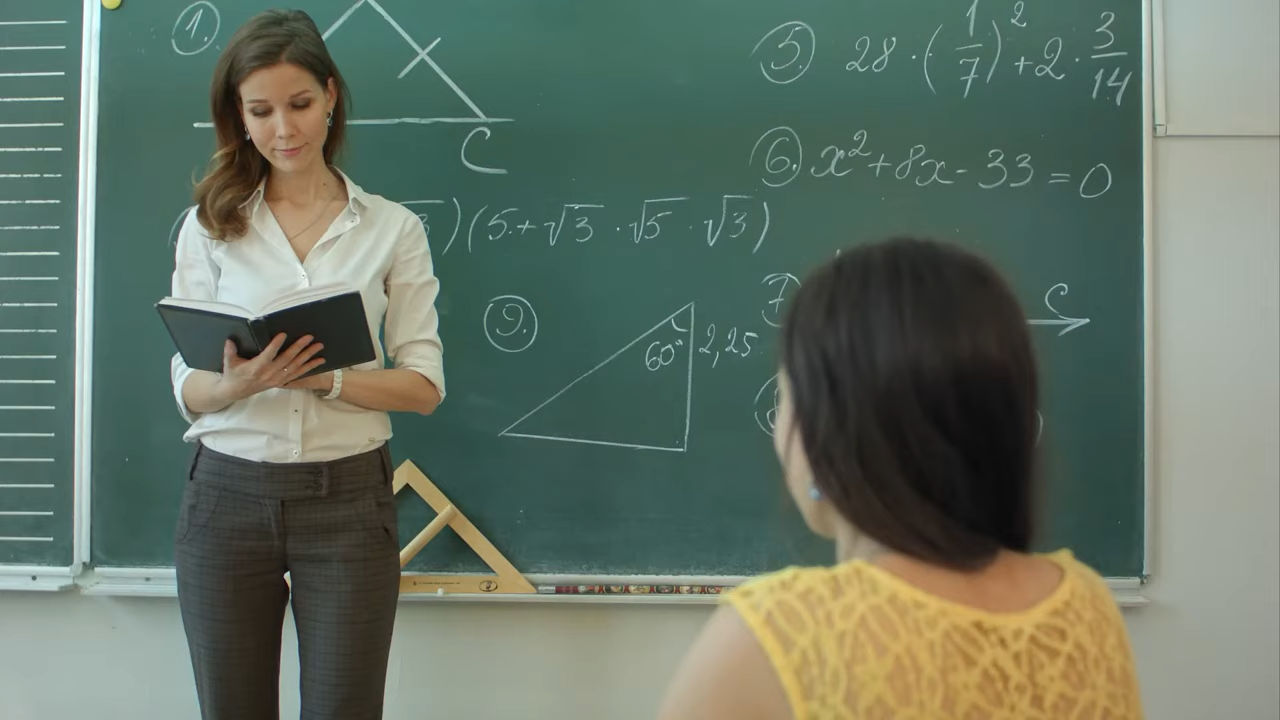 1.
C
5. 28 · (1/7)² + 2 · 3/14
6. x² + 8x - 33 = 0
)(5 + √3 · √5 · √3)
9.
60°
2,25
7
C